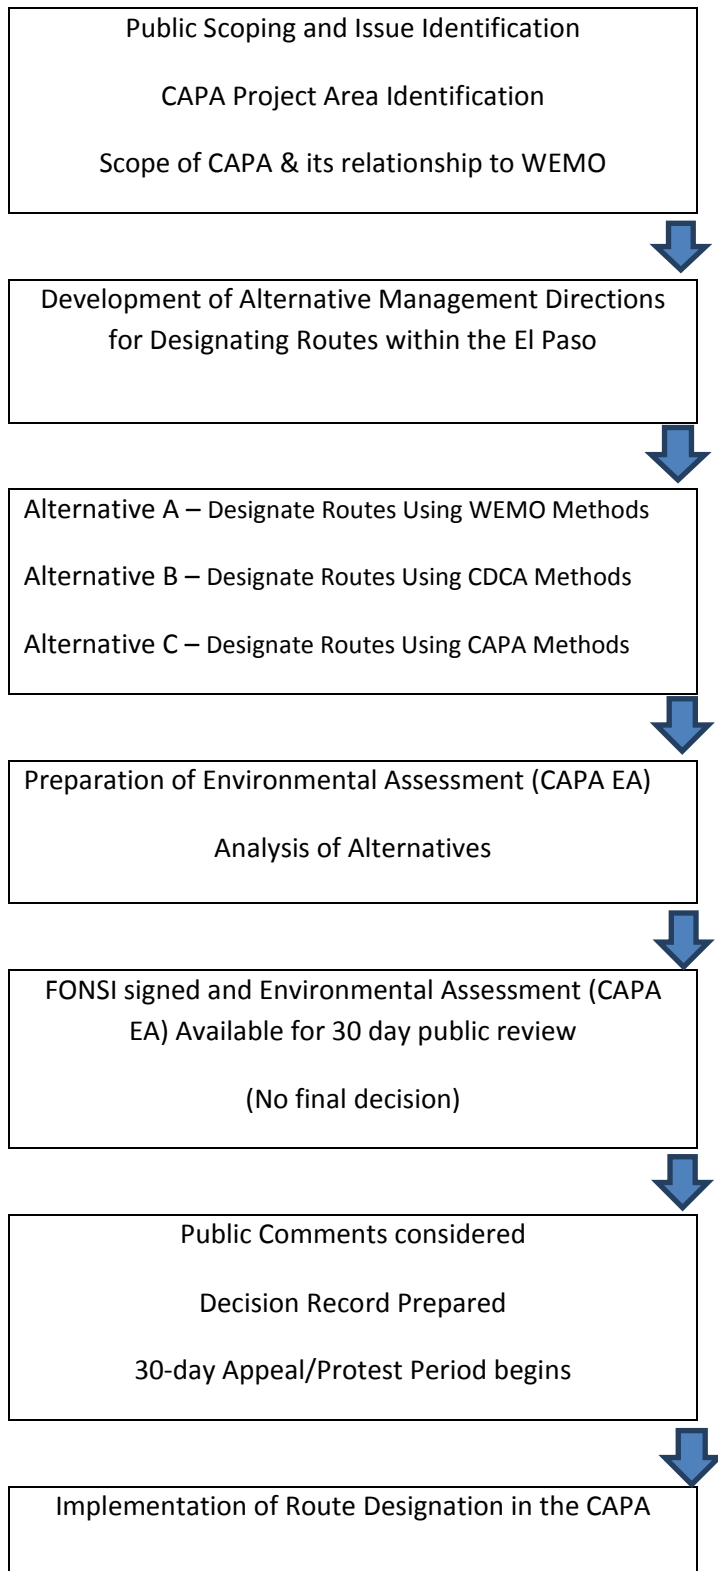 Public Scoping and Issue Identification
CAPA Project Area Identification
Scope of CAPA & its relationship to WEMO
Development of Alternative Management Directions
for Designating Routes within the El Paso
Alternative A – Designate Routes Using WEMO Methods
Alternative B – Designate Routes Using CDCA Methods
Alternative C – Designate Routes Using CAPA Methods
Preparation of Environmental Assessment (CAPA EA)
Analysis of Alternatives
FONSI signed and Environmental Assessment (CAPA
EA) Available for 30 day public review
(No final decision)
Public Comments considered
Decision Record Prepared
30-day Appeal/Protest Period begins
Implementation of Route Designation in the CAPA